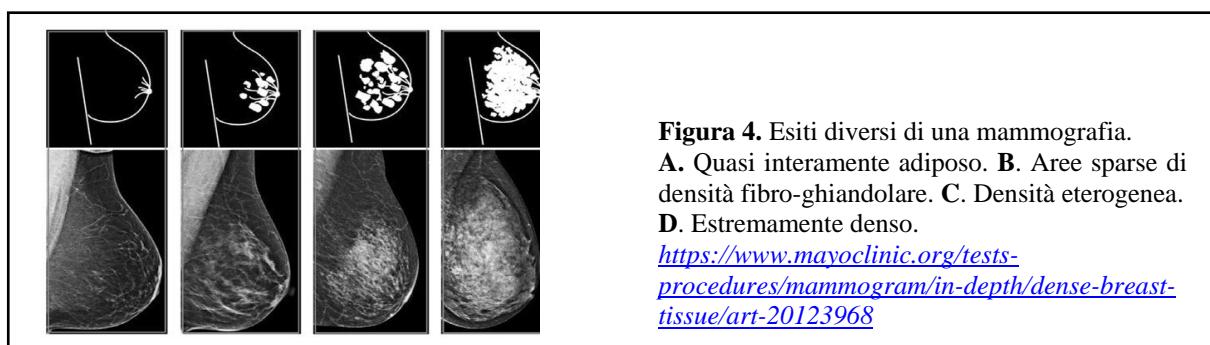 Figura 4. Esiti diversi di una mammografia.
A. Quasi interamente adiposo. B. Aree sparse di
densità fibro-ghiandolare. C. Densità eterogenea.
D. Estremamente denso.
https://www.mayoclinic.org/tests-
procedures/mammogram/in-depth/dense-breast-
tissue/art-20123968